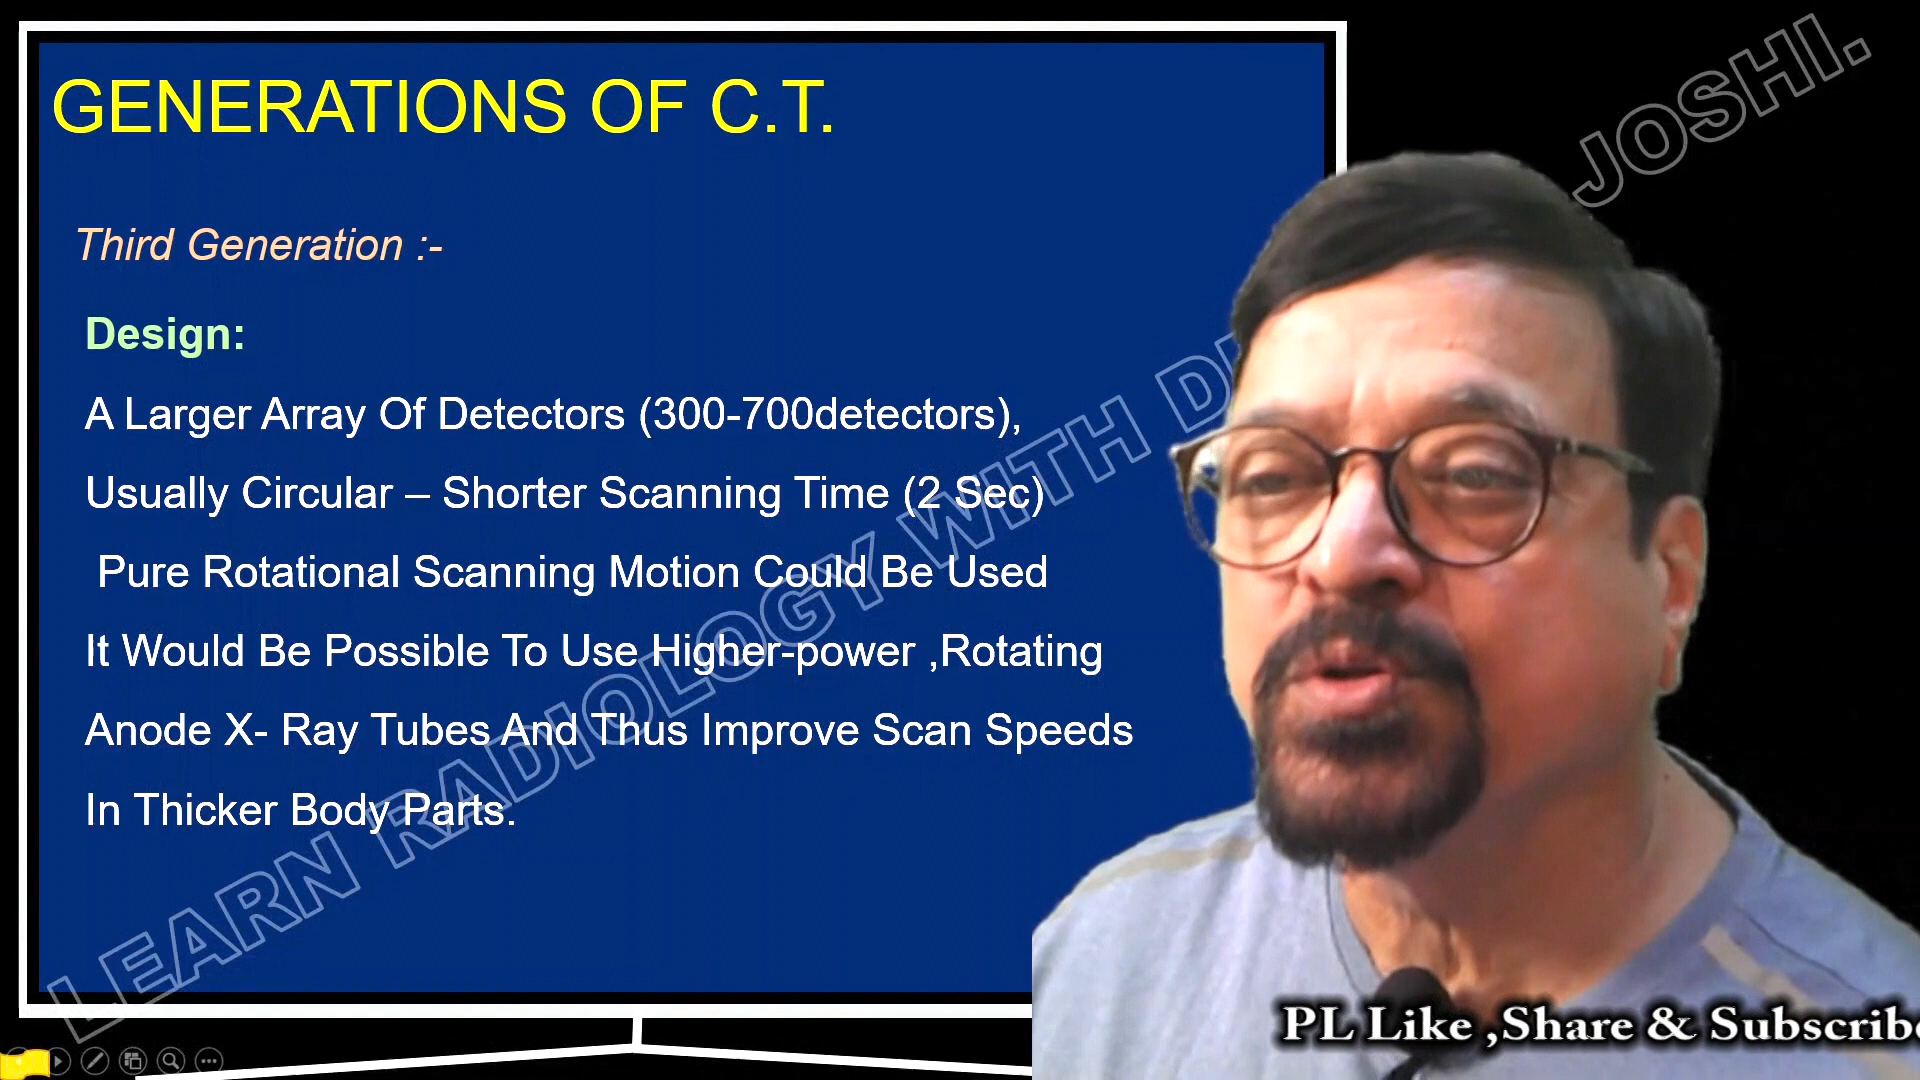 GENERATIONS OF C.T.
Third Generation :-
Design:
A Larger Array Of Detectors (300-700detectors),
Usually Circular – Shorter Scanning Time (2 Sec)
Pure Rotational Scanning Motion Could Be Used
It Would Be Possible To Use Higher-power ,Rotating
Anode X- Ray Tubes And Thus Improve Scan Speeds
In Thicker Body Parts.
LEARN RADIOLOGY WITH JOSHI.
PL Like ,Share & Subscribe